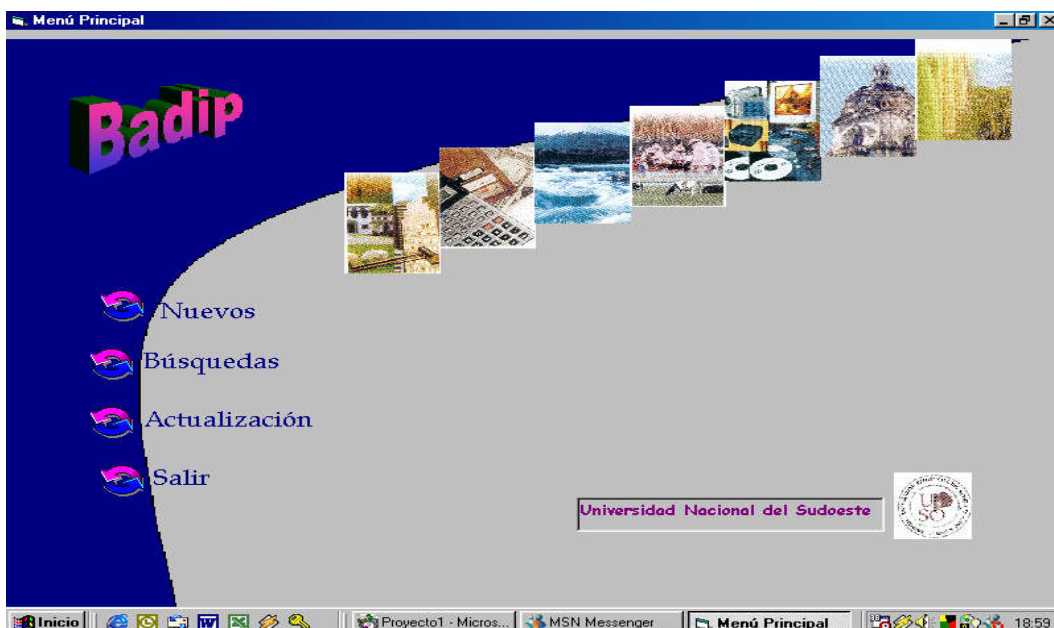 Menú Principal
Badip
Nuevos
Búsquedas
Actualización
Salir
Universidad Nacional del Sudoeste
UPSO
Inicio
Proyecto1 - Micros...
MSN Messenger
Menú Principal
18:59